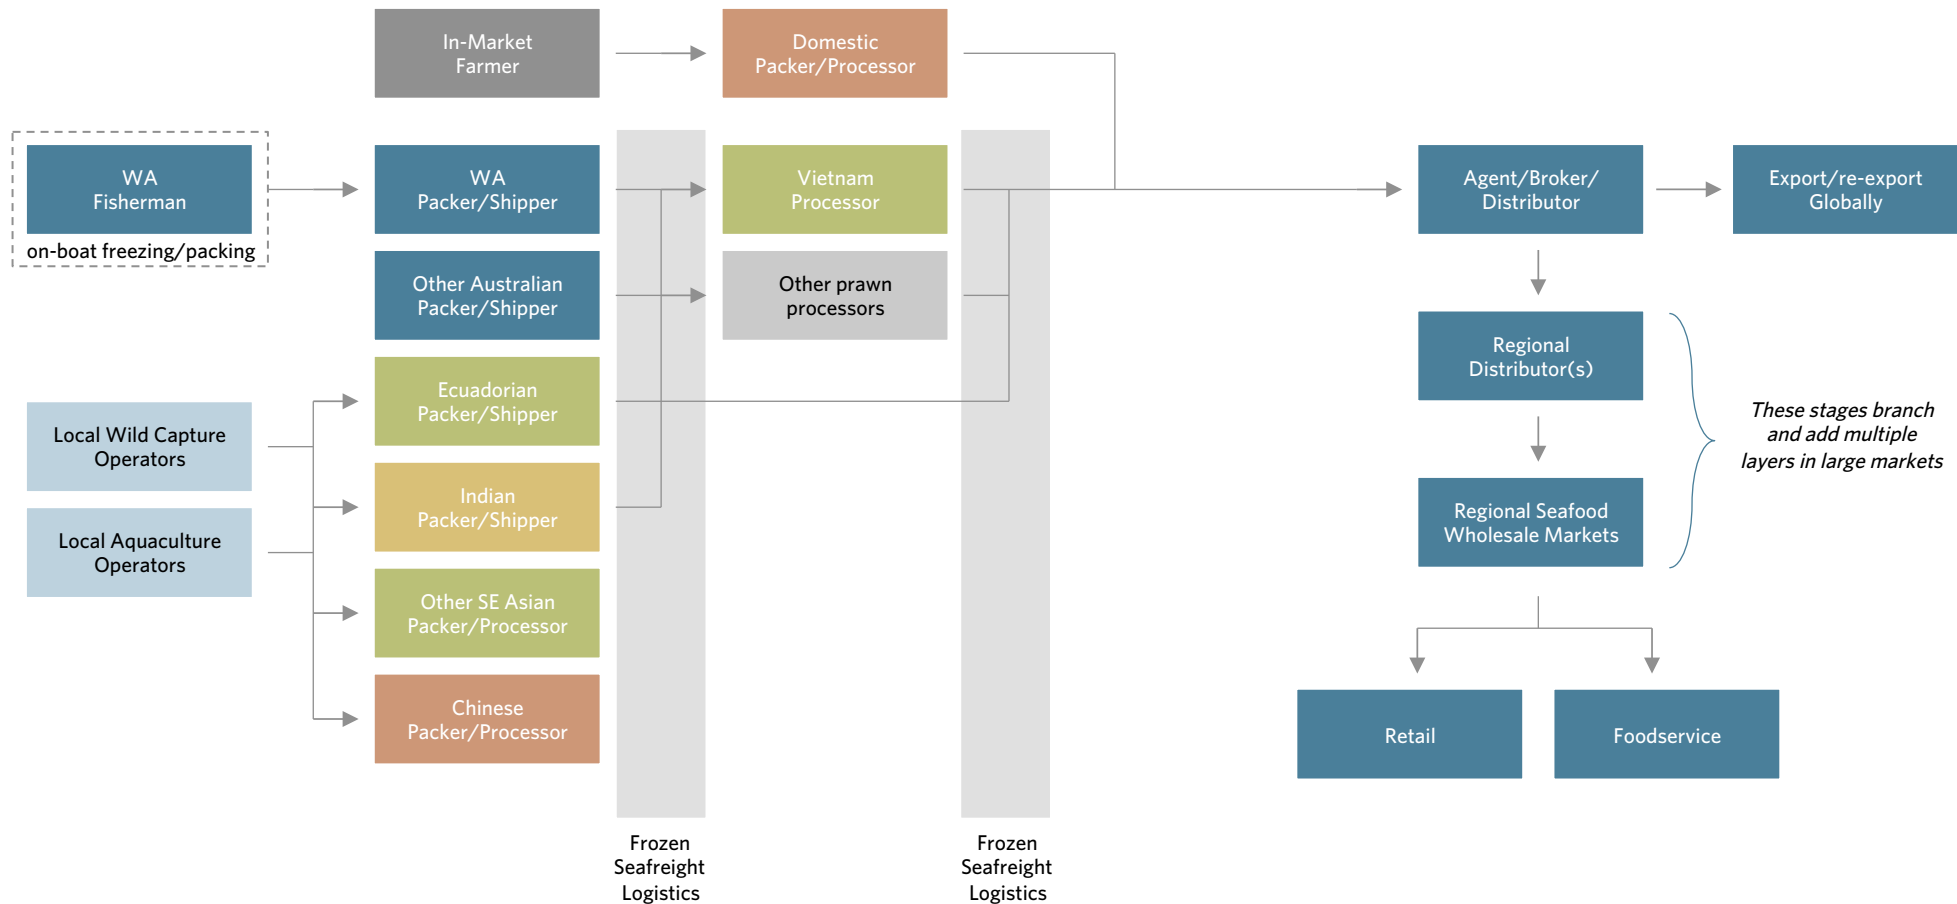 In-Market
Farmer
Domestic
Packer/Processor
WA
Fisherman
on-boat freezing/packing
WA
Packer/Shipper
Vietnam
Processor
Agent/Broker/
Distributor
Export/re-export
Globally
Other Australian
Packer/Shipper
Other prawn
processors
Regional
Distributor(s)
Ecuadorian
Packer/Shipper
Local Wild Capture
Operators
These stages branch
and add multiple
layers in large markets
Indian
Packer/Shipper
Regional Seafood
Wholesale Markets
Local Aquaculture
Operators
Other SE Asian
Packer/Processor
Chinese
Packer/Processor
Retail
Foodservice
Frozen
Seafreight
Logistics
Frozen
Seafreight
Logistics